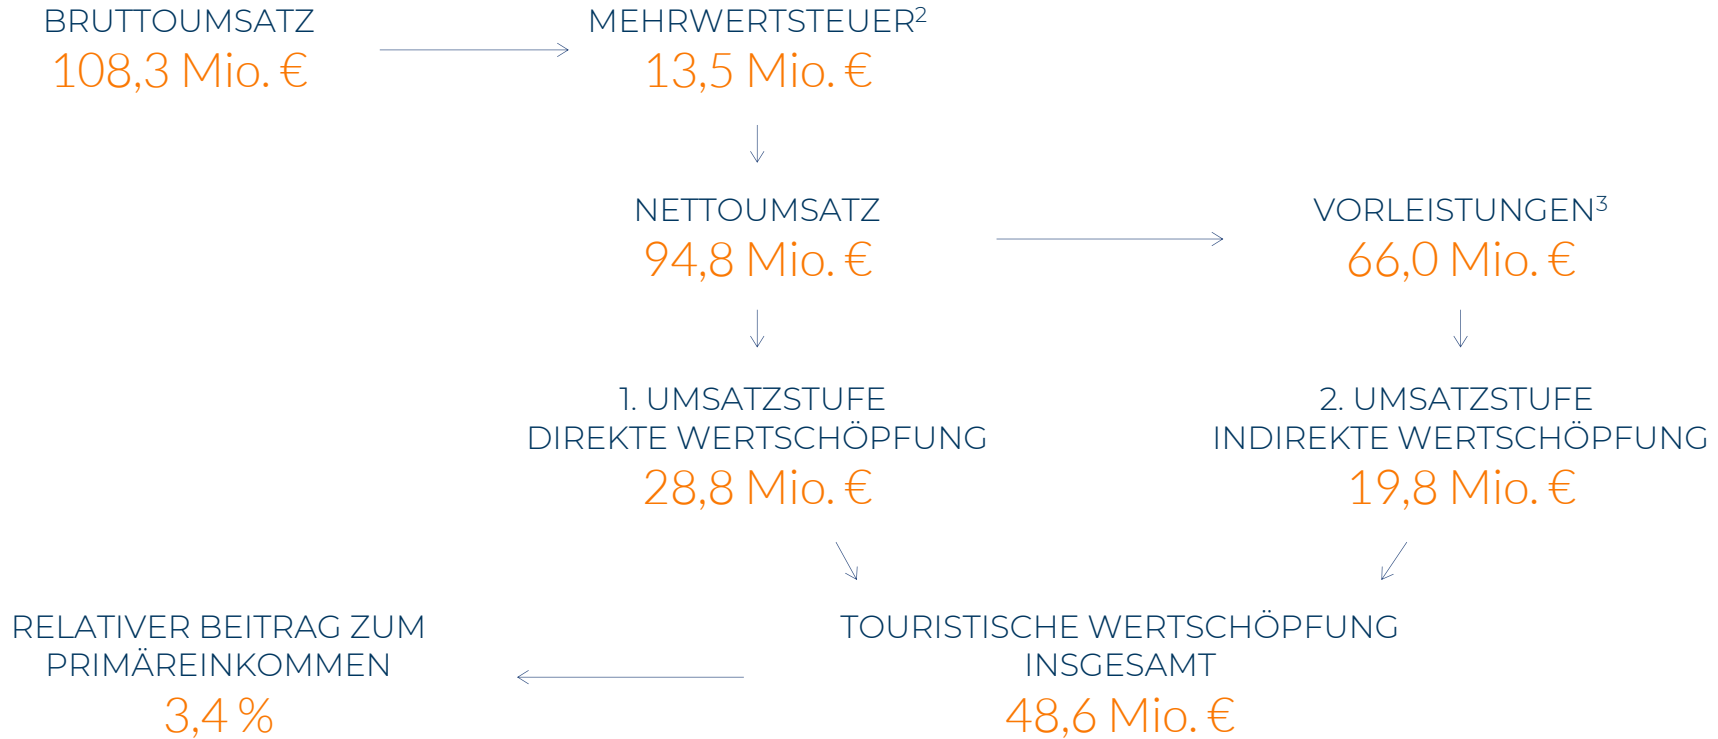 BRUTTOUMSATZ
108,3 Mio. €
MEHRWERTSTEUER²
13,5 Mio. €
NETTOUMSATZ
94,8 Mio. €
VORLEISTUNGEN³
66,0 Mio. €
1. UMSATZSTUFE
DIREKTE WERTSCHÖPFUNG
28,8 Mio. €
2. UMSATZSTUFE
INDIREKTE WERTSCHÖPFUNG
19,8 Mio. €
RELATIVER BEITRAG ZUM
PRIMÄREINKOMMEN
3,4 %
TOURISTISCHE WERTSCHÖPFUNG
INSGESAMT
48,6 Mio. €